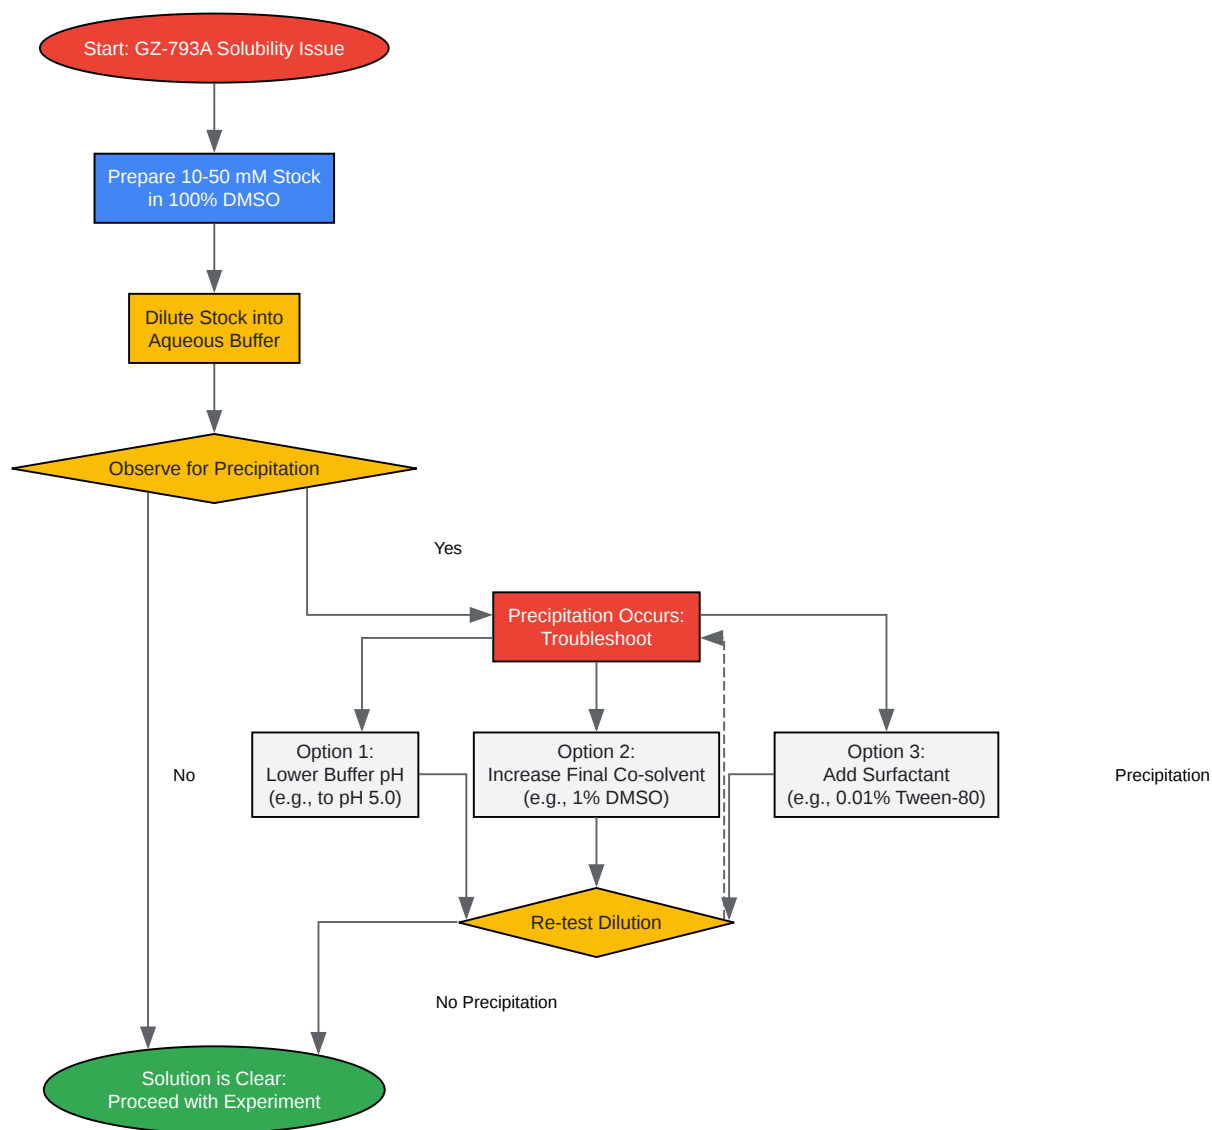 Start: GZ-793A Solubility Issue
Prepare 10-50 mM Stock
in 100% DMSO
Dilute Stock into
Aqueous Buffer
Observe for Precipitation
Yes
Precipitation Occurs:
Troubleshoot
Option 1:
Lower Buffer pH
(e.g., to pH 5.0)
Option 2:
Increase Final Co-solvent
(e.g., 1% DMSO)
Option 3:
Add Surfactant
(e.g., 0.01% Tween-80)
No
Precipitation
Re-test Dilution
No Precipitation
Solution is Clear:
Proceed with Experiment